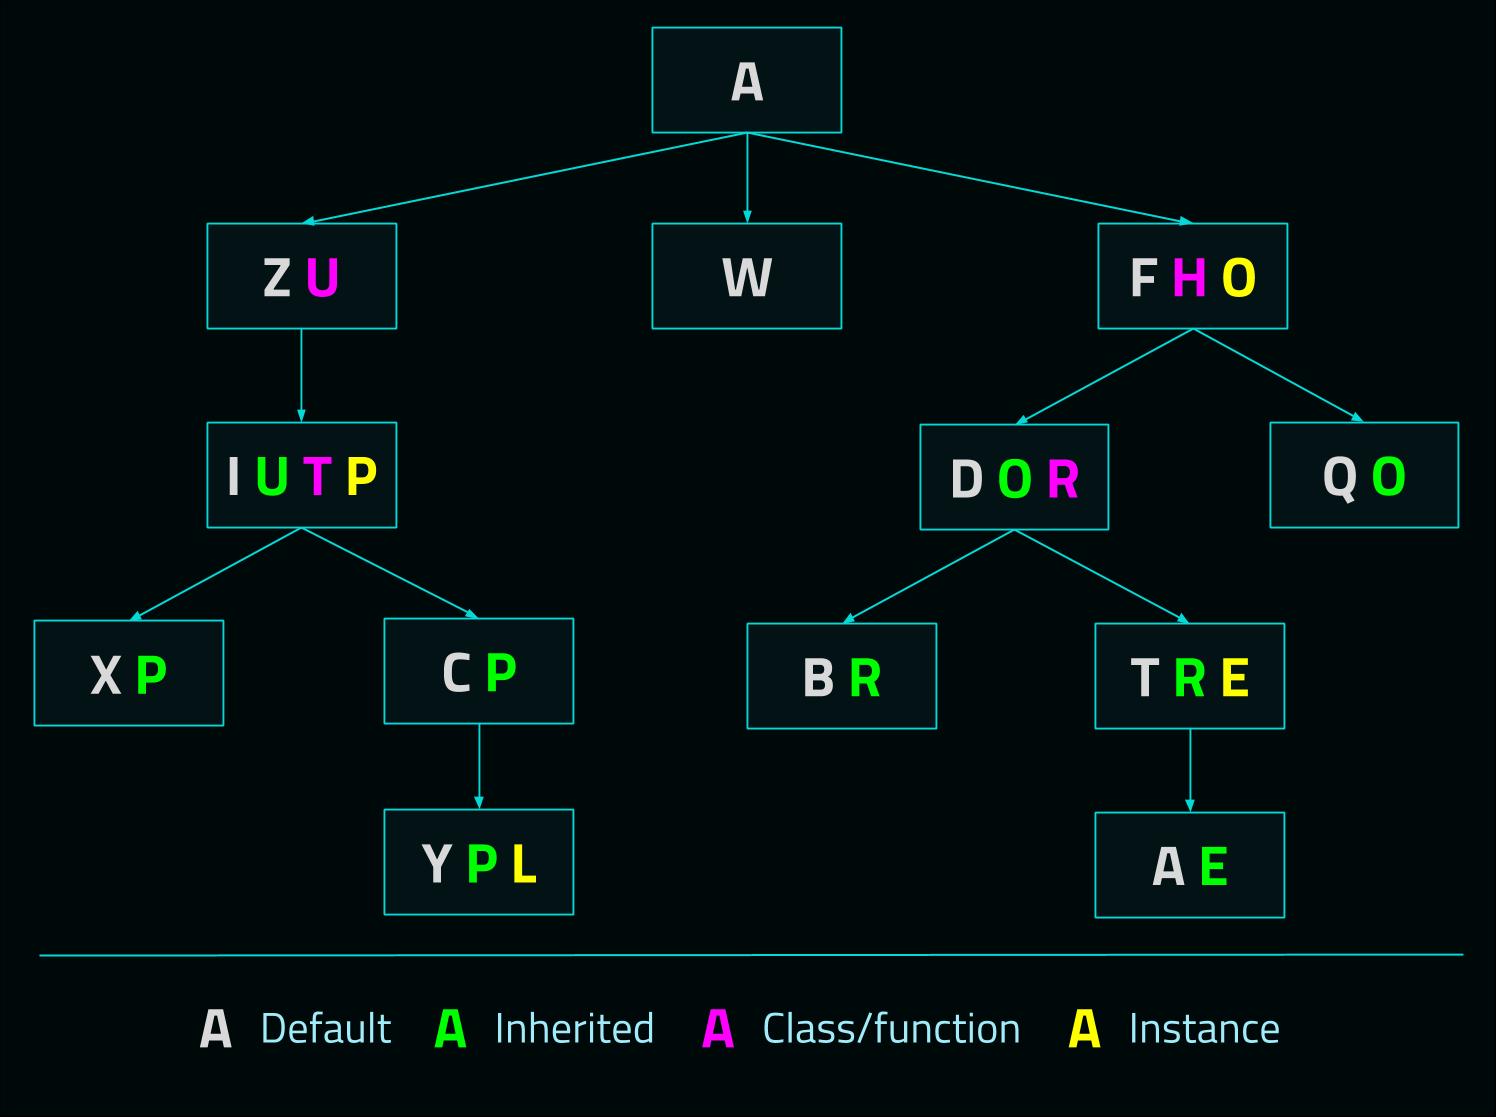 A
Z U
W
F H O
I U T P
D O R
Q O
X P
C P
B R
T R E
Y P L
A E
A Default A Inherited A Class/function A Instance